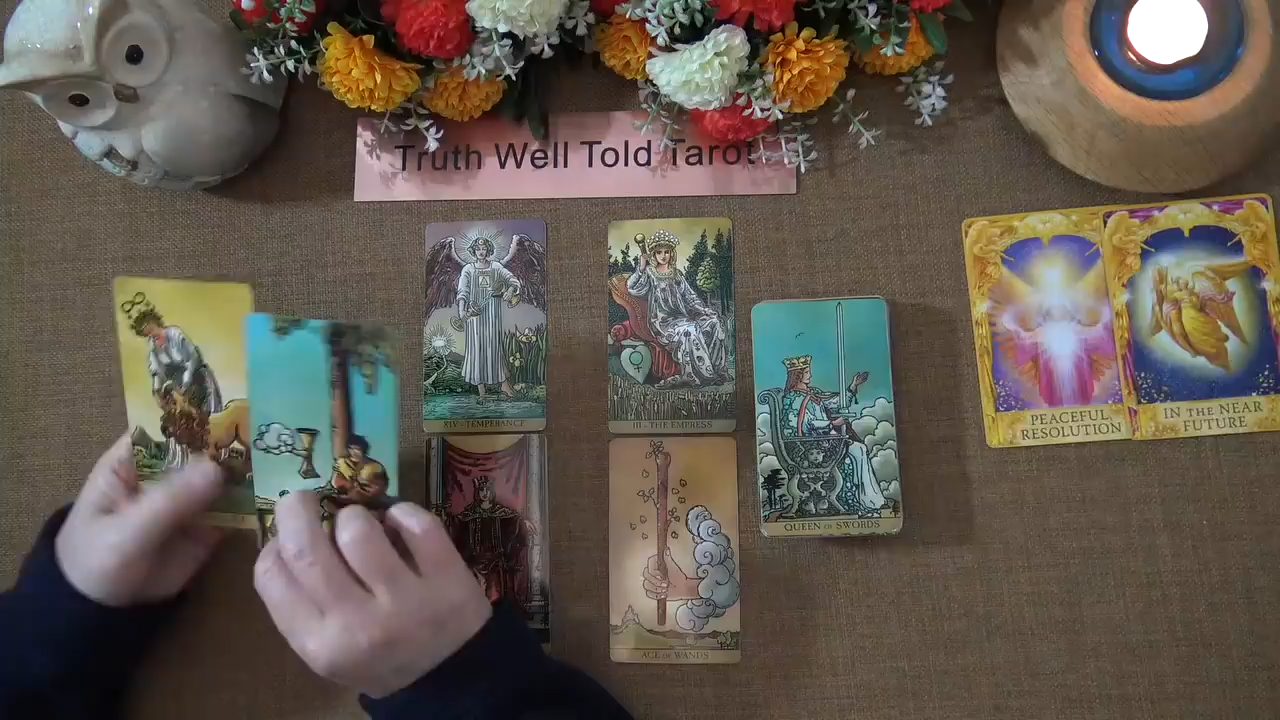 Truth Well Told Tarot
XIV - TEMPERANCE
III - THE EMPRESS
QUEEN OF SWORDS
ACE OF WANDS
PEACEFUL
RESOLUTION
IN THE NEAR
FUTURE